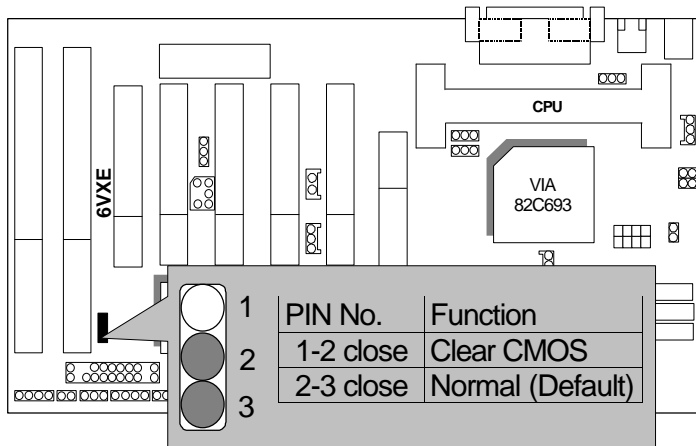 CPU
6VXE
VIA
82C693
1
2
3
PIN No. Function
1-2 close Clear CMOS
2-3 close Normal (Default)